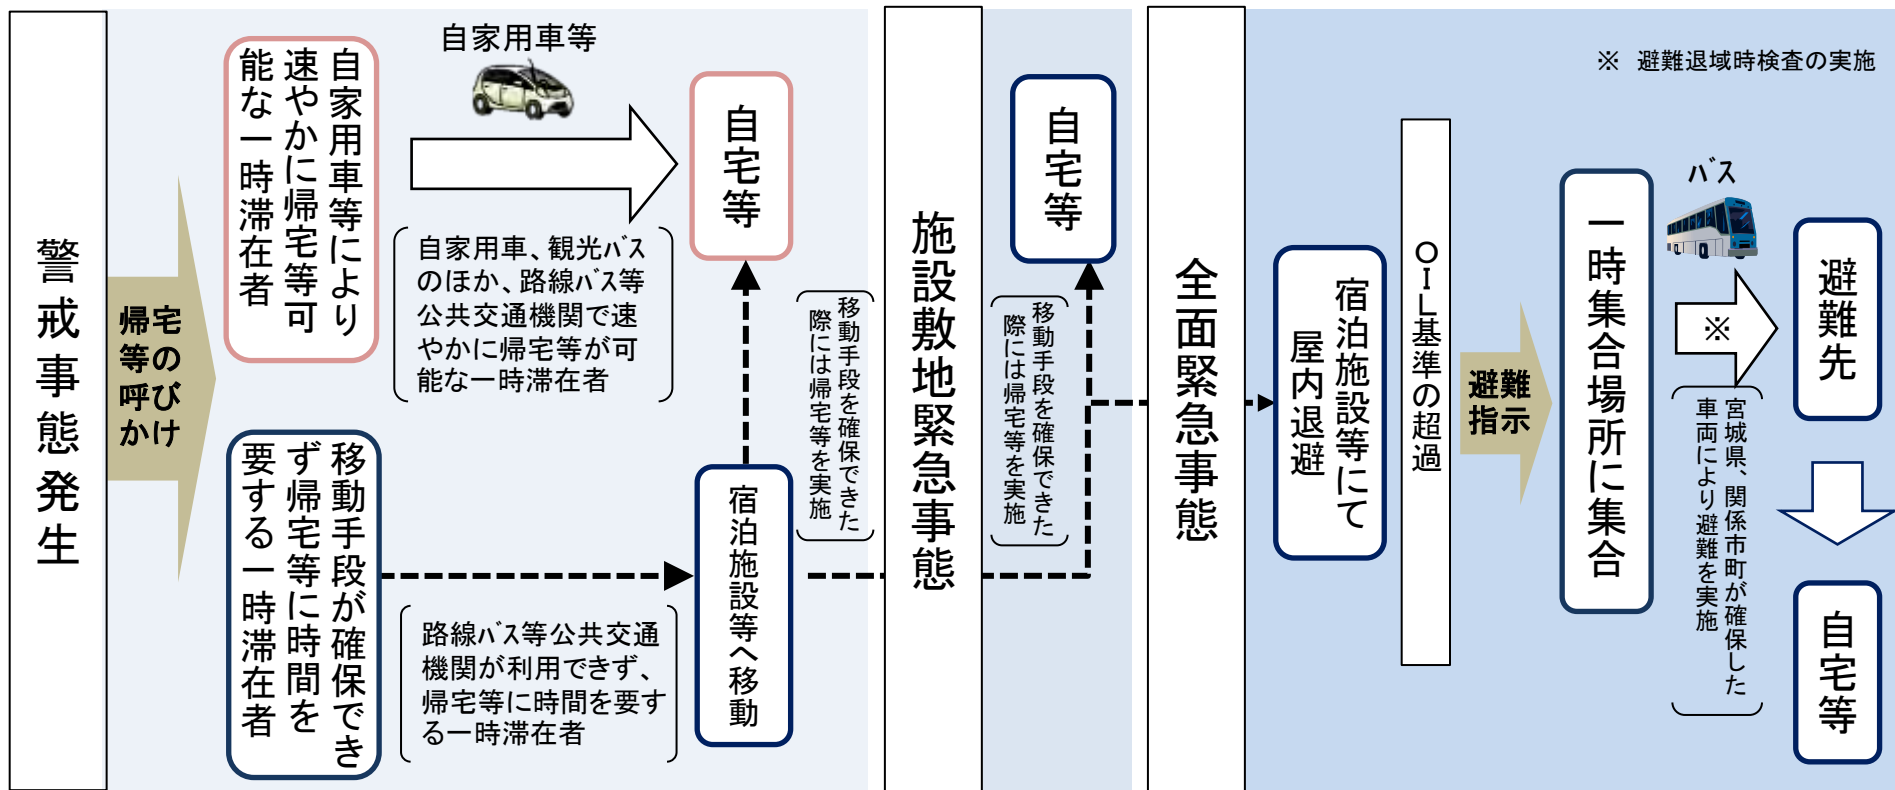 警戒事態発生
帰宅
等の
呼び
かけ
自家用車等により
速やかに帰宅等可
能な一時滞在者
自家用車等
自家用車、観光バス
のほか、路線バス等
公共交通機関で速
やかに帰宅等が可
能な一時滞在者
自宅等
移動手段が確保でき
ず帰宅等に時間を
要する一時滞在者
路線バス等公共交通
機関が利用できず、
帰宅等に時間を要す
る一時滞在者
宿泊施設等へ移動
移動手段を確保できた
際には帰宅等を実施
施設敷地緊急事態
自宅等
移動手段を確保できた
際には帰宅等を実施
全面緊急事態
宿泊施設等にて
屋内退避
OIL基準の超過
避難
指示
一時集合場所に集合
バス
※
宮城県、関係市町が確保した
車両により避難を実施
避難先
自宅等
※ 避難退域時検査の実施